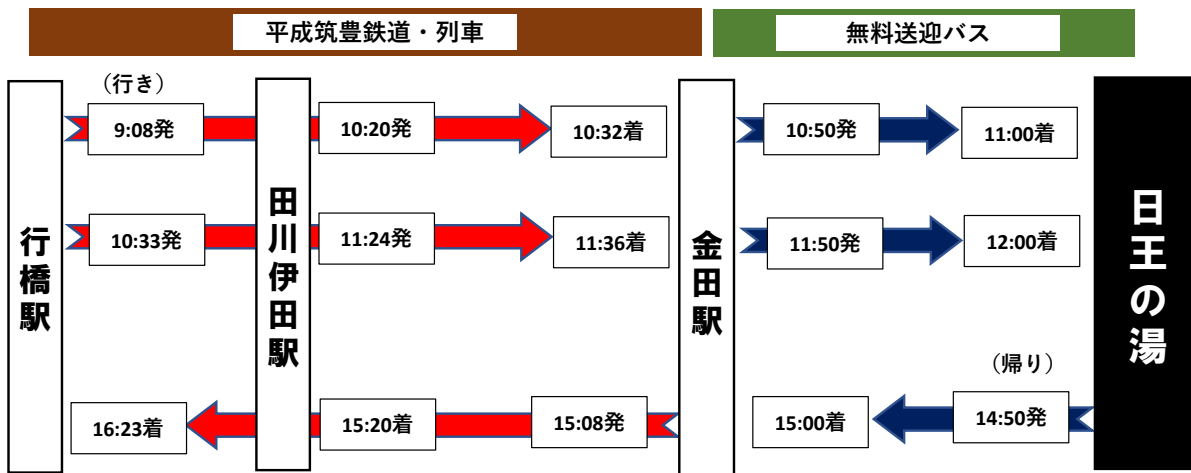 平成筑豊鉄道・列車
無料送迎バス
（行き）
行橋駅
9:08発
田川伊田駅
10:20発
10:32着
金田駅
10:50発
11:00着
日王の湯
10:33発
11:24発
11:36着
11:50発
12:00着
（帰り）
16:23着
15:20着
15:08発
15:00着
14:50発